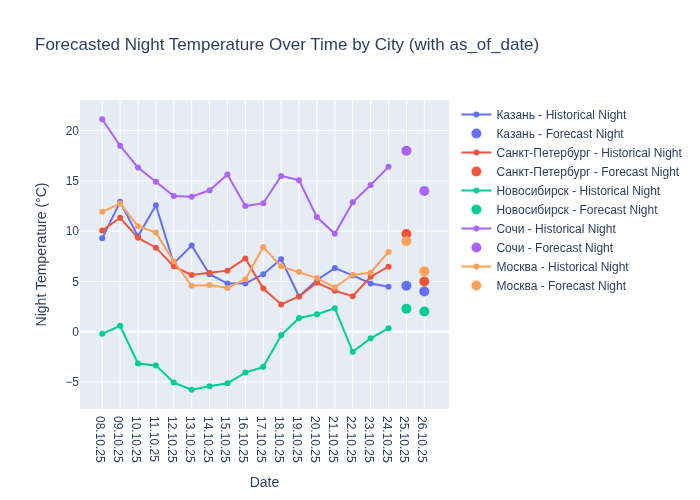 Forecasted Night Temperature Over Time by City (with as_of_date)
Night Temperature (°C)
20
15
10
5
0
−5
08.10.25
09.10.25
10.10.25
11.10.25
12.10.25
13.10.25
14.10.25
15.10.25
16.10.25
17.10.25
18.10.25
19.10.25
20.10.25
21.10.25
22.10.25
23.10.25
24.10.25
25.10.25
26.10.25
Date
Казань - Historical Night
Казань - Forecast Night
Санкт-Петербург - Historical Night
Санкт-Петербург - Forecast Night
Новосибирск - Historical Night
Новосибирск - Forecast Night
Сочи - Historical Night
Сочи - Forecast Night
Москва - Historical Night
Москва - Forecast Night